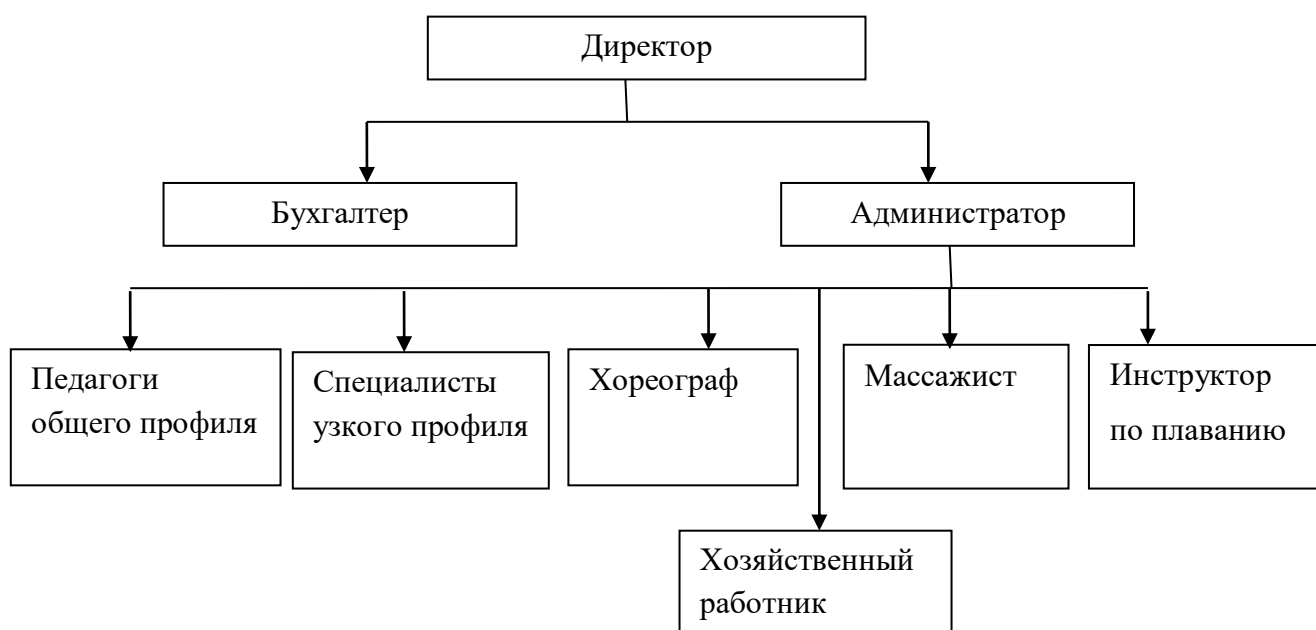 Директор
Бухгалтер
Администратор
Педагоги
общего профиля
Специалисты
узкого профиля
Хореограф
Массажист
Инструктор
по плаванию
Хозяйственный
работник